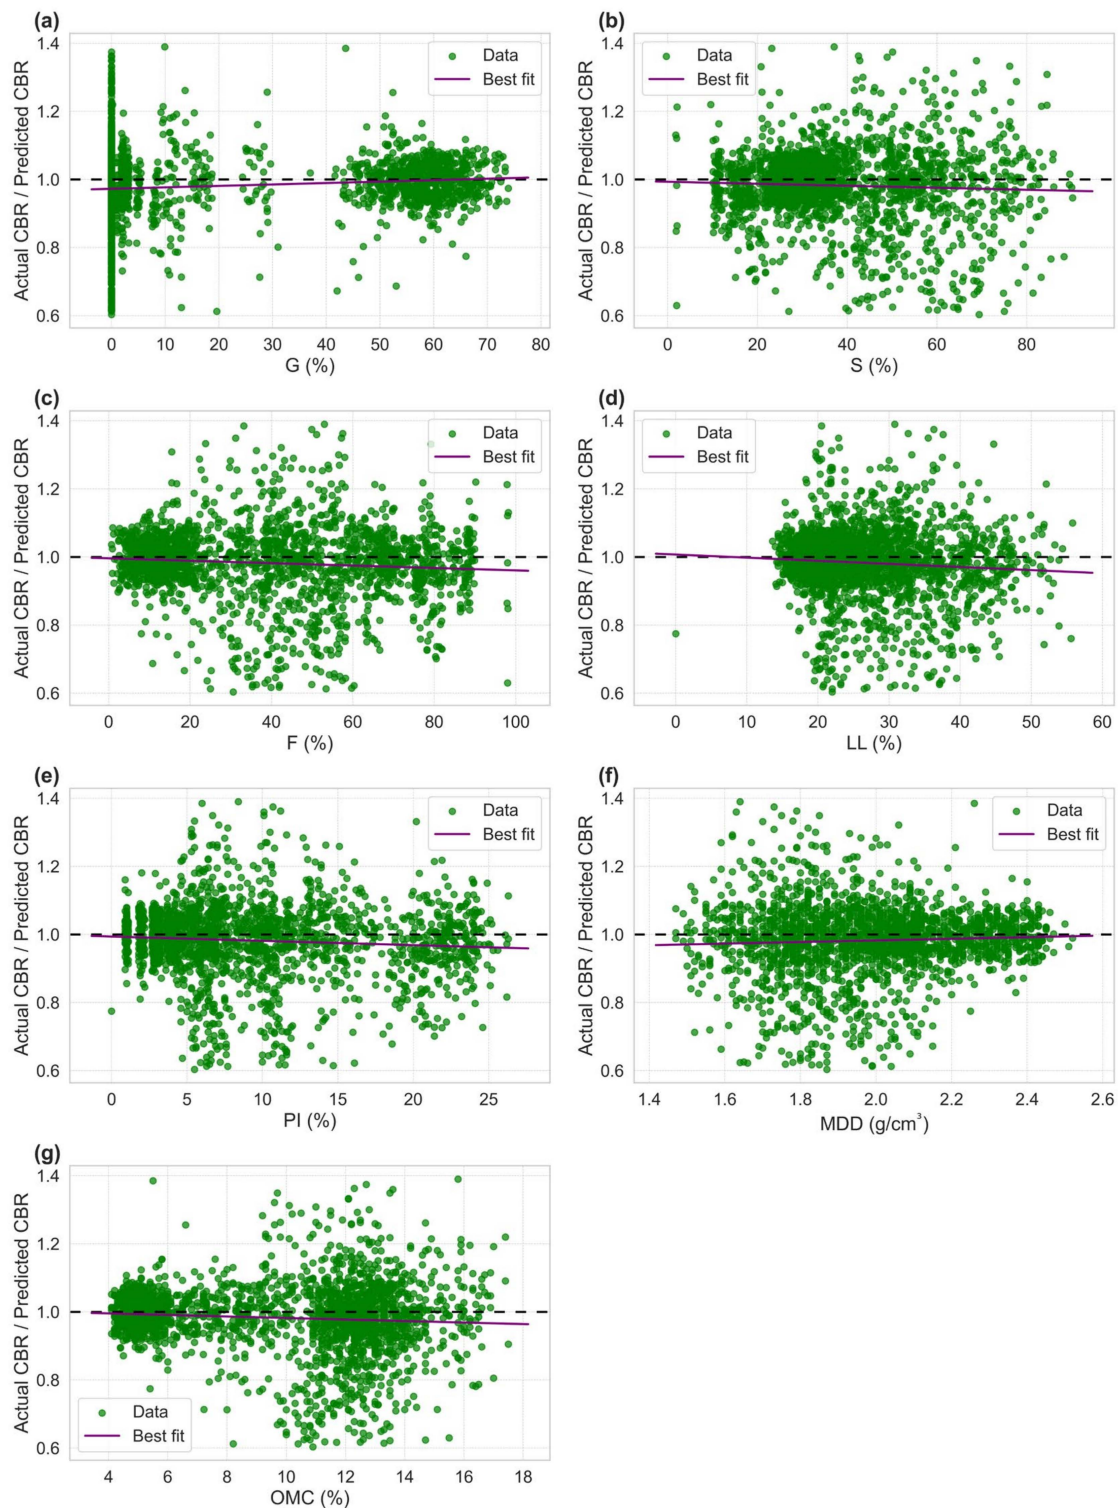 (a)
Actual CBR / Predicted CBR
1.4
1.2
1.0
0.8
0.6
Data
Best fit
0 10 20 30 40 50 60 70 80
G (%)
(b)
Actual CBR / Predicted CBR
1.4
1.2
1.0
0.8
0.6
Data
Best fit
0 20 40 60 80
S (%)
(c)
Actual CBR / Predicted CBR
1.4
1.2
1.0
0.8
0.6
Data
Best fit
0 20 40 60 80 100
F (%)
(d)
Actual CBR / Predicted CBR
1.4
1.2
1.0
0.8
0.6
Data
Best fit
0 10 20 30 40 50 60
LL (%)
(e)
Actual CBR / Predicted CBR
1.4
1.2
1.0
0.8
0.6
Data
Best fit
0 5 10 15 20 25
PI (%)
(f)
Actual CBR / Predicted CBR
1.4
1.2
1.0
0.8
0.6
Data
Best fit
1.4 1.6 1.8 2.0 2.2 2.4 2.6
MDD (g/cm³)
(g)
Actual CBR / Predicted CBR
1.4
1.2
1.0
0.8
0.6
Data
Best fit
4 6 8 10 12 14 16 18
OMC (%)